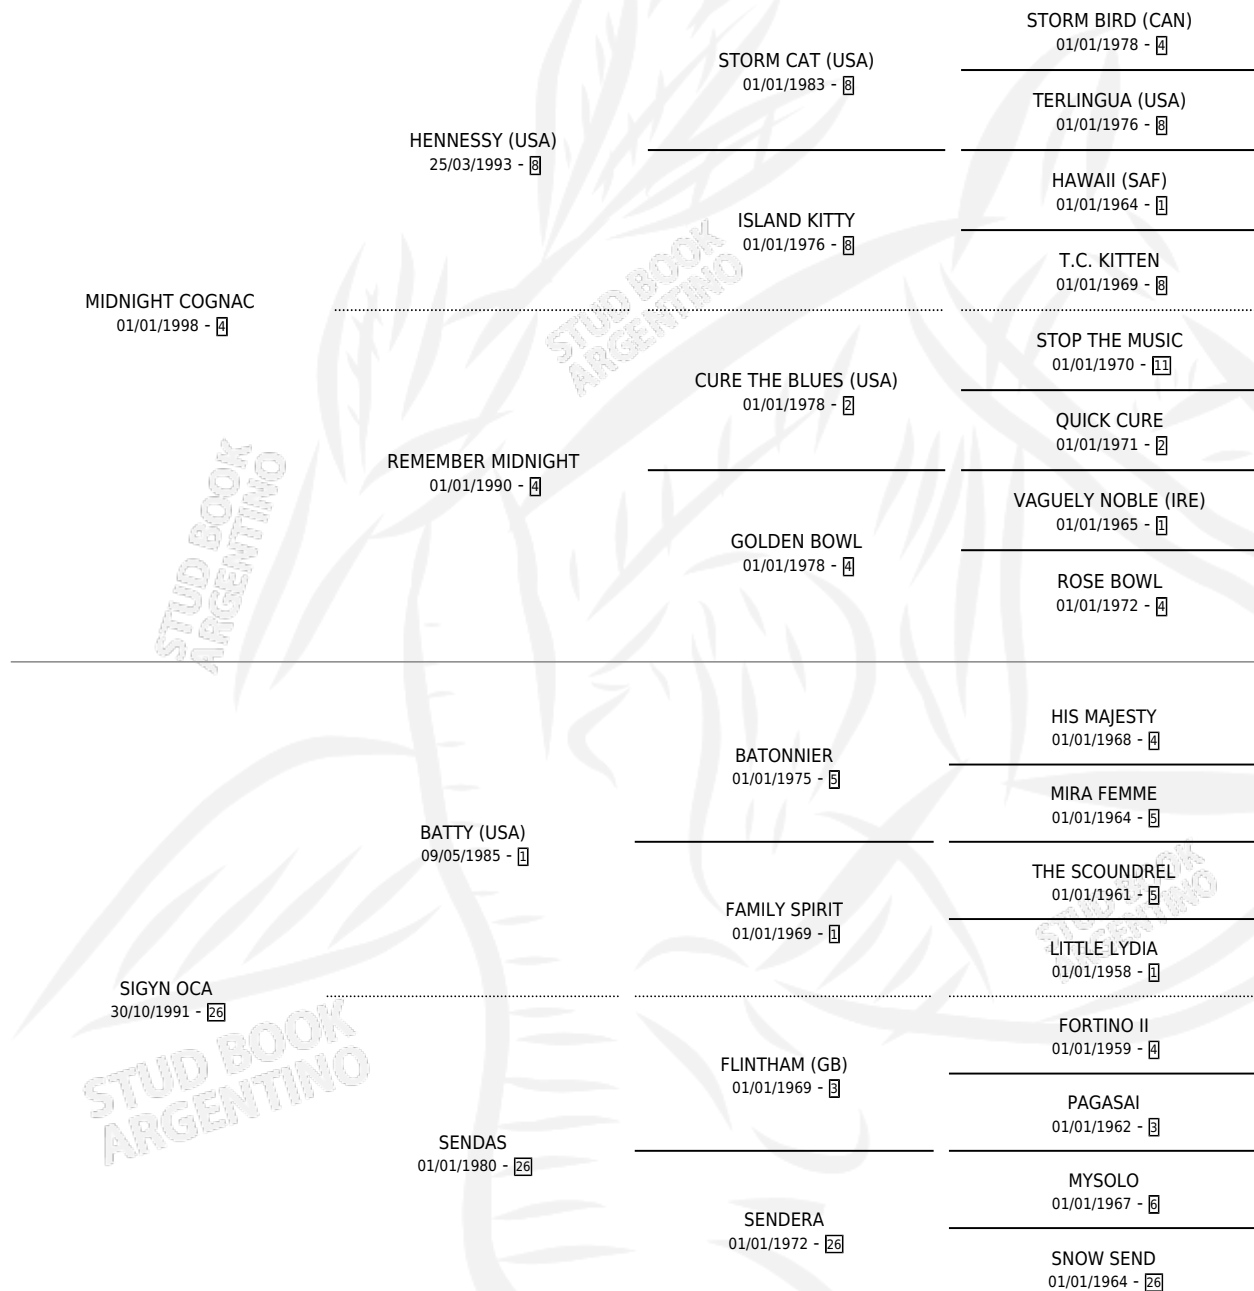 STORM BIRD (CAN)
01/01/1978 - 4
STORM CAT (USA)
01/01/1983 - 8
TERLINGUA (USA)
01/01/1976 - 8
HENNESSY (USA)
25/03/1993 - 8
HAWAII (SAF)
01/01/1964 - 1
ISLAND KITTY
01/01/1976 - 8
T.C. KITTEN
01/01/1969 - 8
MIDNIGHT COGNAC
01/01/1998 - 4
STOP THE MUSIC
01/01/1970 - 11
CURE THE BLUES (USA)
01/01/1978 - 2
QUICK CURE
01/01/1971 - 2
REMEMBER MIDNIGHT
01/01/1990 - 4
VAGUELY NOBLE (IRE)
01/01/1965 - 1
GOLDEN BOWL
01/01/1978 - 4
ROSE BOWL
01/01/1972 - 4
HIS MAJESTY
01/01/1968 - 4
BATONNIER
01/01/1975 - 5
MIRA FEMME
01/01/1964 - 5
BATTY (USA)
09/05/1985 - 1
THE SCOUNDREL
01/01/1961 - 5
FAMILY SPIRIT
01/01/1969 - 1
LITTLE LYDIA
01/01/1958 - 1
SIGYN OCA
30/10/1991 - 26
FORTINO II
01/01/1959 - 4
FLINTHAM (GB)
01/01/1969 - 3
PAGASAI
01/01/1962 - 3
SENDAS
01/01/1980 - 26
MYSOLO
01/01/1967 - 6
SENDERA
01/01/1972 - 26
SNOW SEND
01/01/1964 - 26
STUD BOOK
ARGENTINO
STUD BOOK
ARGENTINO
STUD BOOK
ARGENTINO
STUD BOOK
ARGENTINO